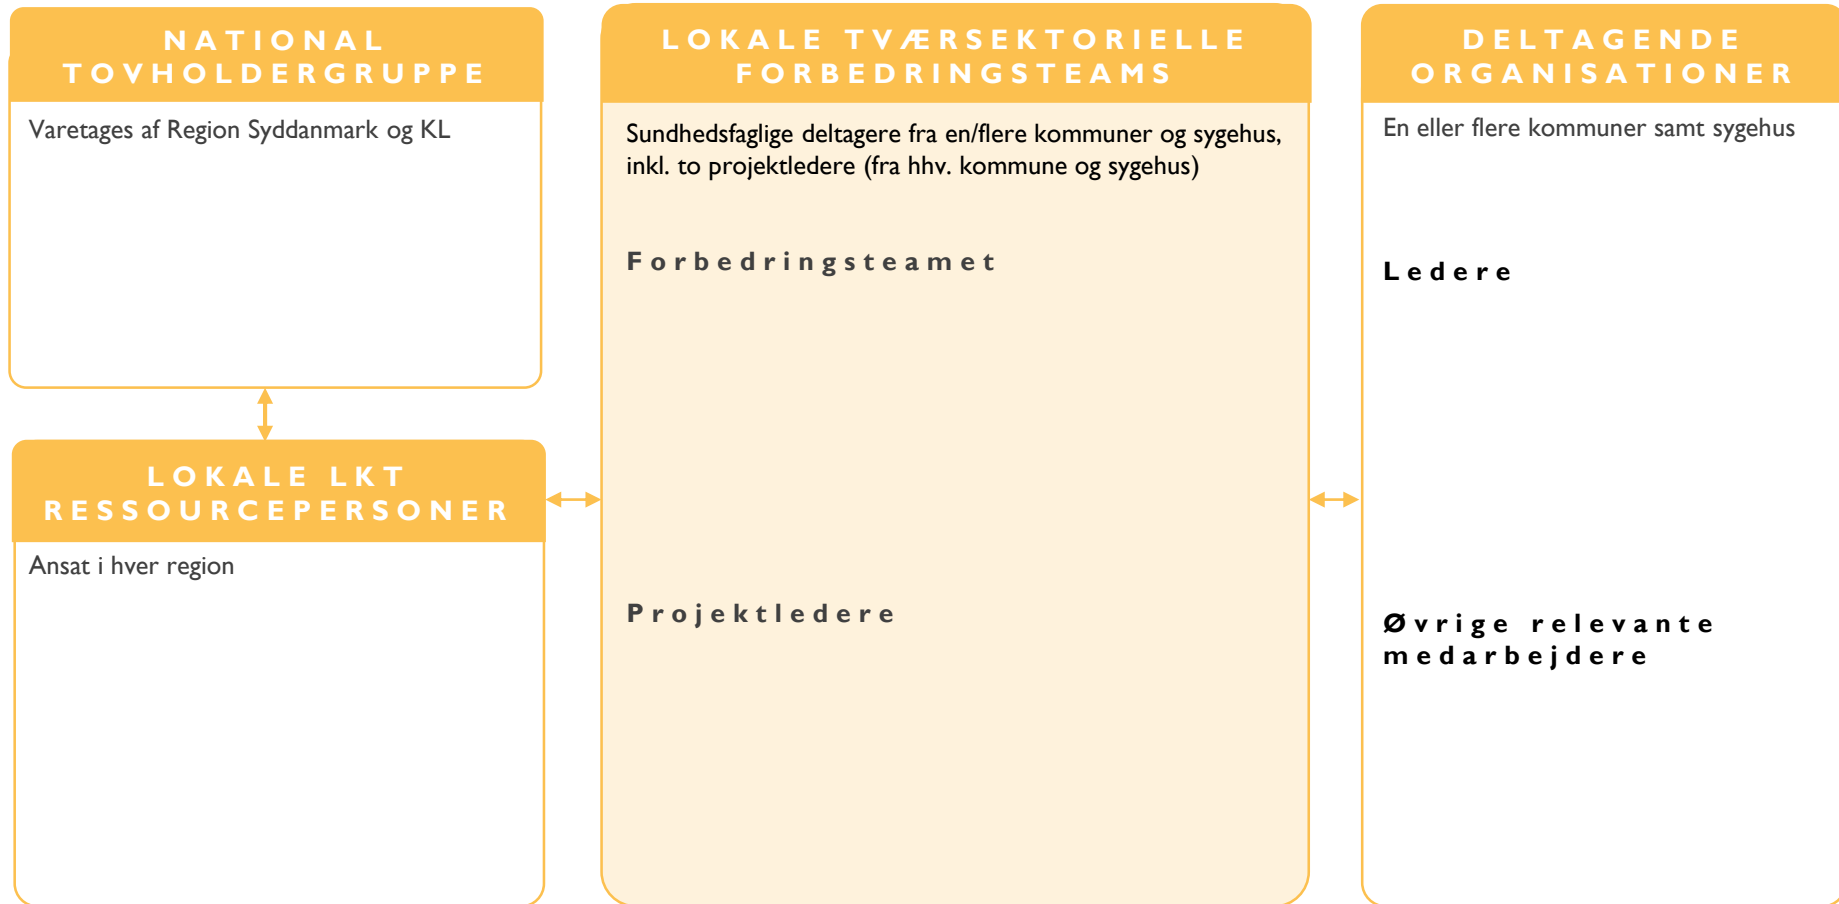 NATIONAL
TOVHOLDERGRUPPE
Varetages af Region Syddanmark og KL
LOKALE LKT
RESSOURCEPERSONER
Ansat i hver region
LOKALE TVÆRSEKTORIELLE
FORBEDRINGSTEAMS
Sundhedsfaglige deltagere fra en/flere kommuner og sygehus,
inkl. to projektledere (fra hhv. kommune og sygehus)
Forbedringsteamet
Projektledere
DELTAGENDE
ORGANISATIONER
En eller flere kommuner samt sygehus
Ledere
Øvrige relevante
medarbejdere